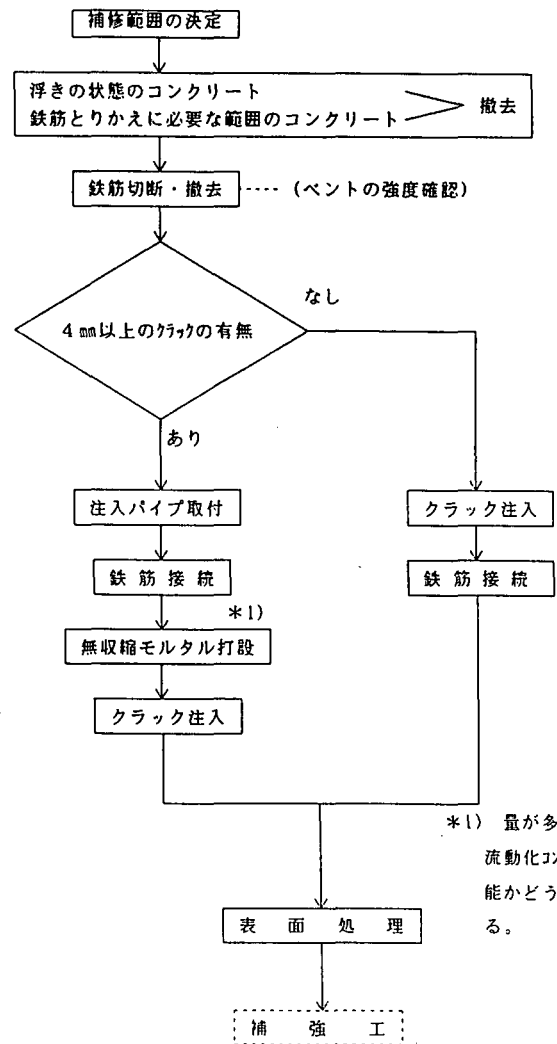 補修範囲の決定
浮きの状態のコンクリート
鉄筋とりかえに必要な範囲のコンクリート
撤去
鉄筋切断・撤去 ---- (ベントの強度確認)
なし
4㎜以上のクラックの有無
あり
注入パイプ取付
クラック注入
鉄筋接続
鉄筋接続
*1)
無収縮モルタル打設
クラック注入
*1) 量が多
流動化コン
能かどう
る。
表面処理
補強工